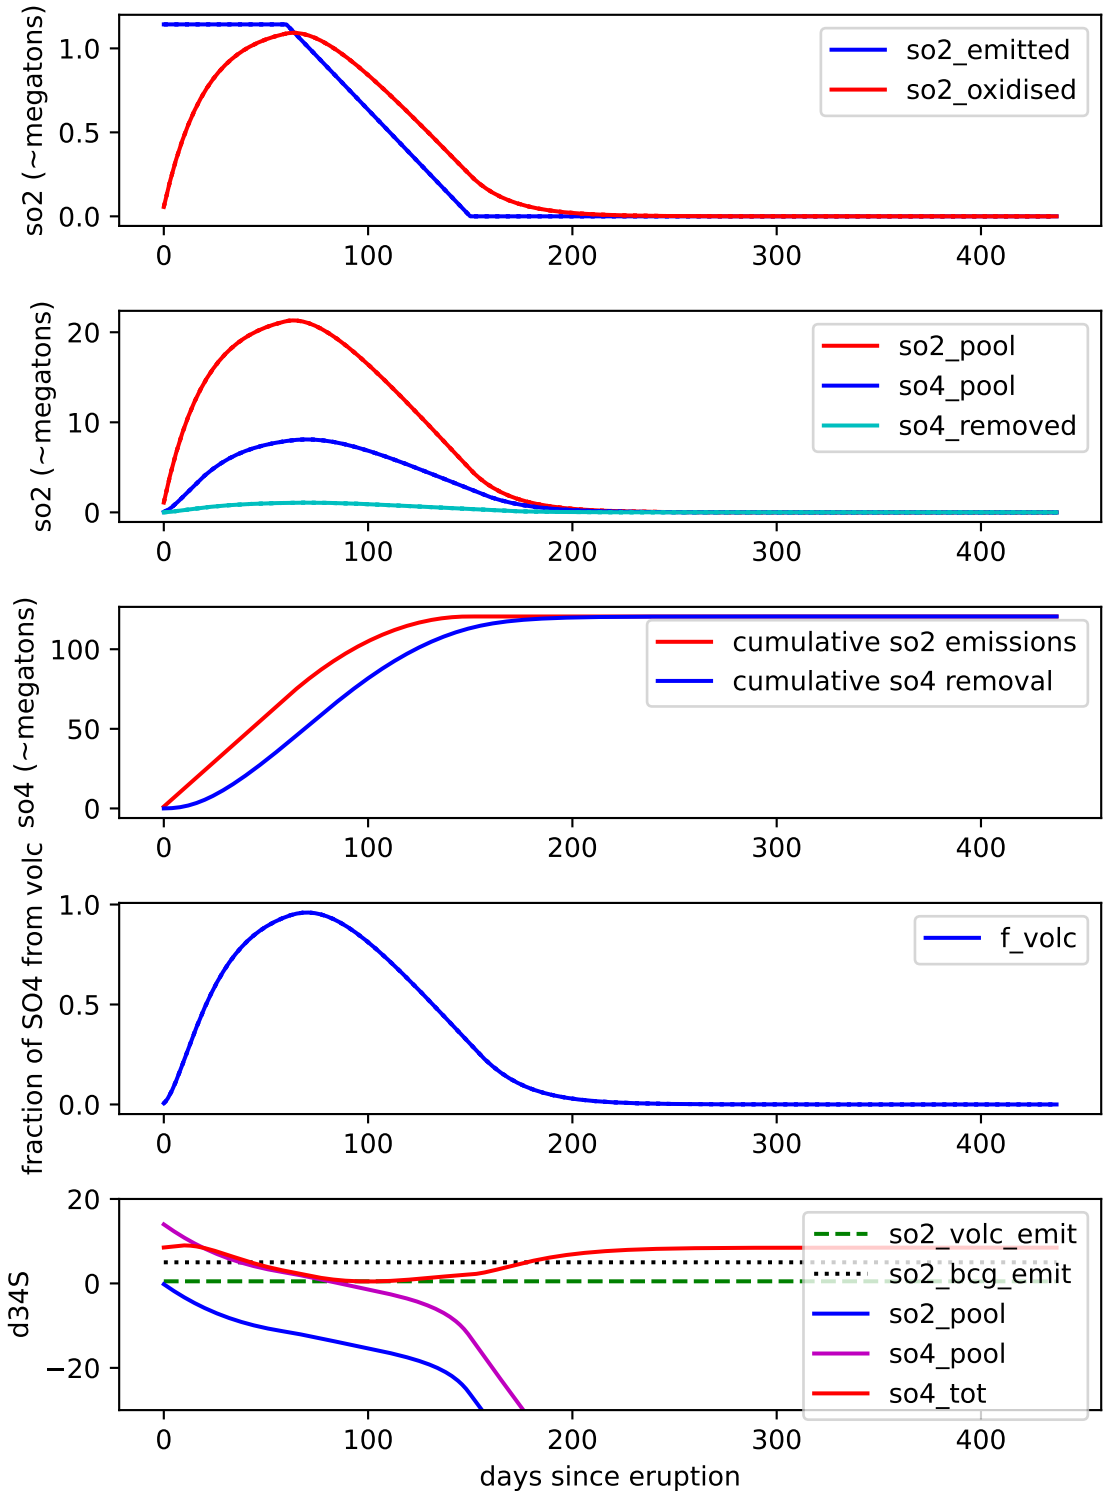 so2 (~megatons)
1.0
0.5
0.0
so2_emitted
so2_oxidised
0 100 200 300 400
so2 (~megatons)
20
10
0
so2_pool
so4_pool
so4_removed
0 100 200 300 400
so4 (~megatons)
100
50
0
cumulative so2 emissions
cumulative so4 removal
0 100 200 300 400
fraction of SO4 from volc
1.0
0.5
0.0
f_volc
0 100 200 300 400
d34S
20
0
−20
so2_volc_emit
so2_bcg_emit
so2_pool
so4_pool
so4_tot
0 100 200 300 400
days since eruption